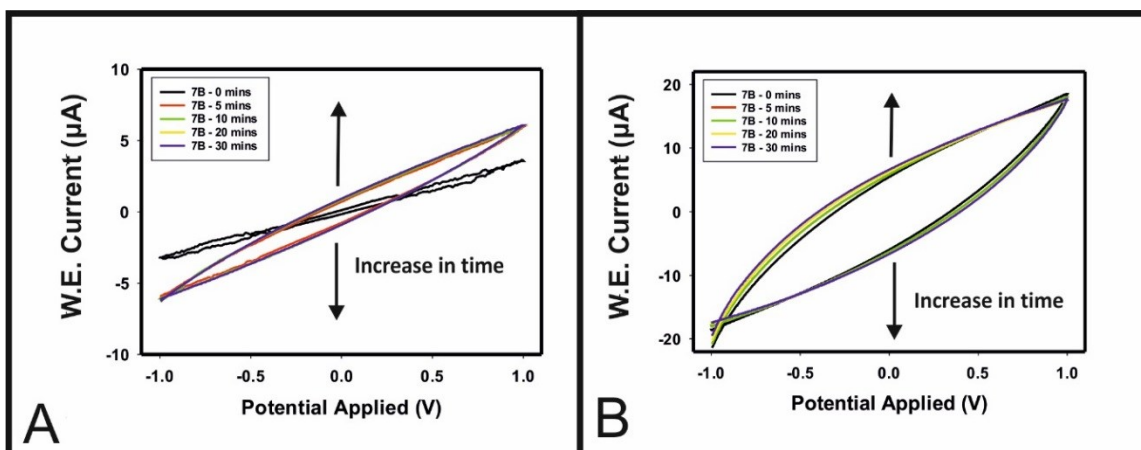 10
5
0
-5
-10
W.E. Current (µA)
7B - 0 mins
7B - 5 mins
7B - 10 mins
7B - 20 mins
7B - 30 mins
Increase in time
-1.0 -0.5 0.0 0.5 1.0
Potential Applied (V)
A
20
10
0
-10
-20
W.E. Current (µA)
7B - 0 mins
7B - 5 mins
7B - 10 mins
7B - 20 mins
7B - 30 mins
Increase in time
-1.0 -0.5 0.0 0.5 1.0
Potential Applied (V)
B